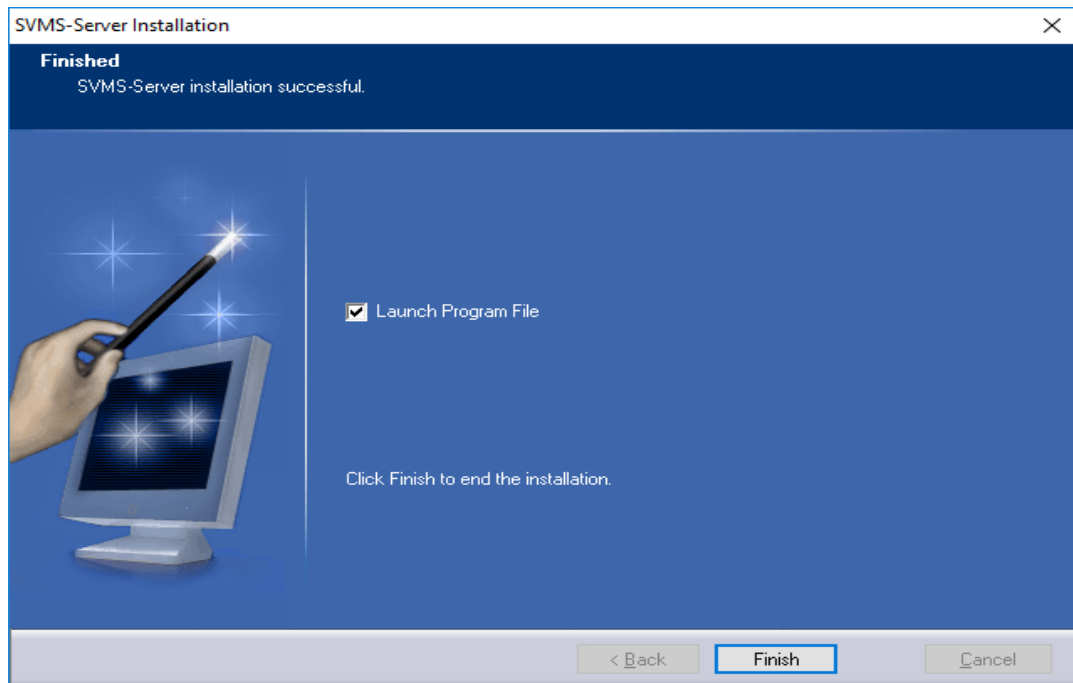 SVMS-Server Installation
Finished
SVMS-Server installation successful.
Launch Program File
Click Finish to end the installation.
< Back
Finish
Cancel